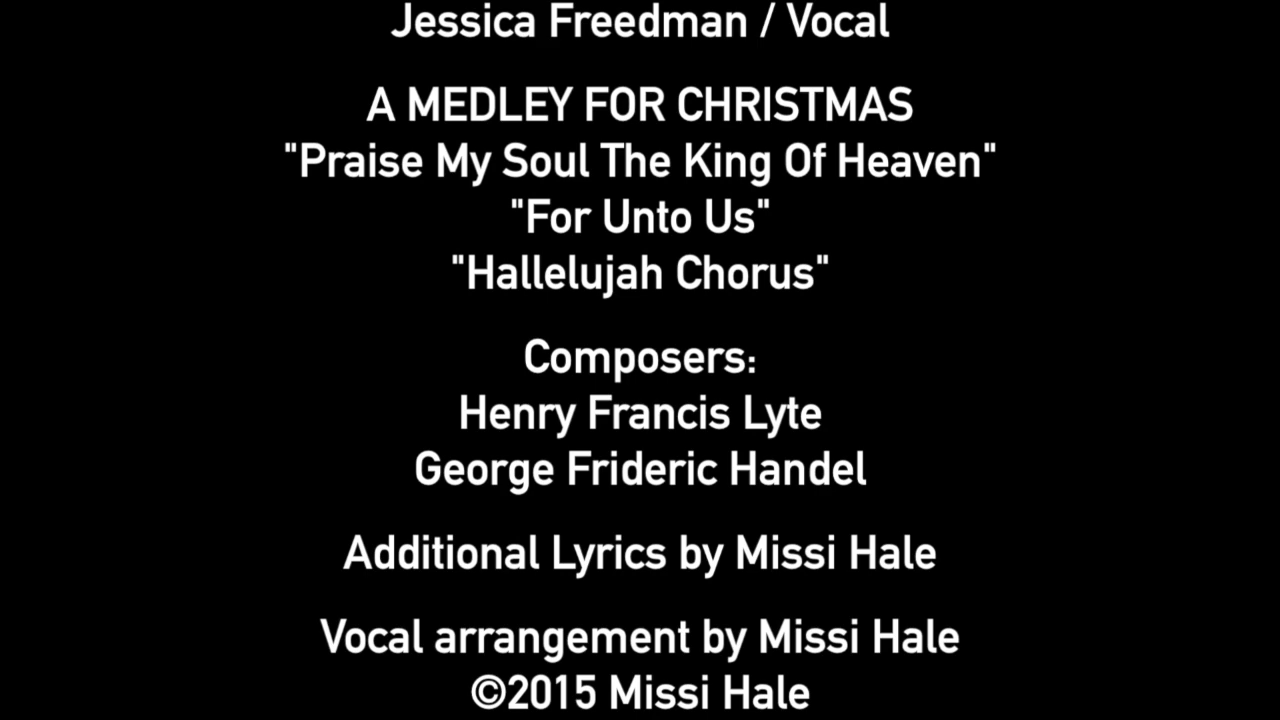 Jessica Freedman / Vocal
A MEDLEY FOR CHRISTMAS
"Praise My Soul The King Of Heaven"
"For Unto Us"
"Hallelujah Chorus"
Composers:
Henry Francis Lyte
George Frideric Handel
Additional Lyrics by Missi Hale
Vocal arrangement by Missi Hale
©2015 Missi Hale